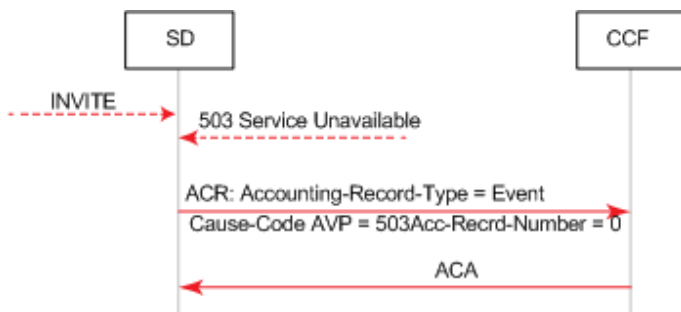 SD
CCF
INVITE
503 Service Unavailable
ACR: Accounting-Record-Type = Event
Cause-Code AVP = 503Acc-Recrd-Number = 0
ACA